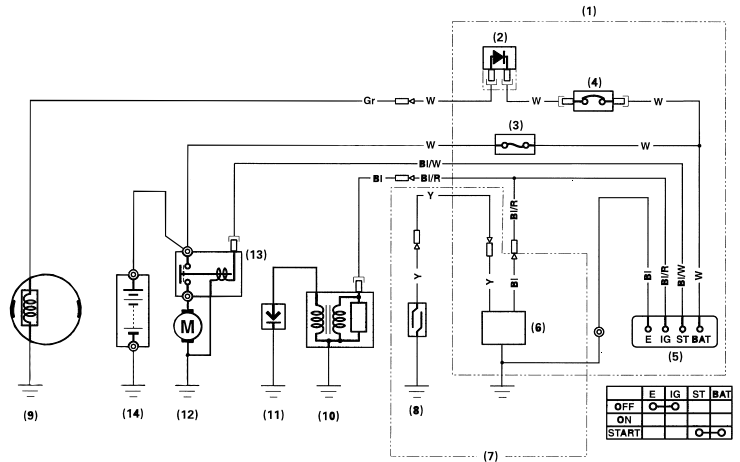 (1)
(2)
(4)
Gr W W W
(3)
W W
Bl/W
Bl Bl/R
Y
Bl/R
(13)
Y Y Bl
Bl Bl/R Bl/W W
M
(6)
E IG ST BAT
(5)
(9) (14) (12) (11) (10) (8)
(7)
E IG ST BAT
OFF
ON
START